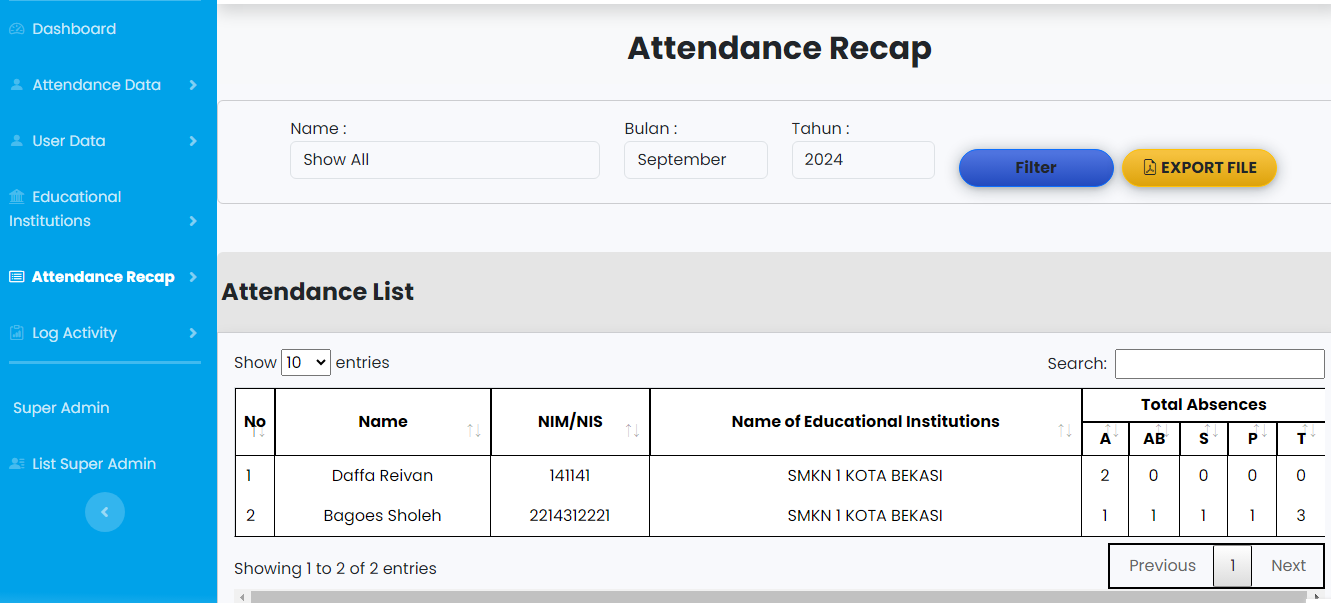 Dashboard
Attendance Data
User Data
Educational
Institutions
Attendance Recap
Log Activity
Super Admin
List Super Admin
Attendance Recap
Name :
Show All
Bulan :
September
Tahun :
2024
Filter
EXPORT FILE
Attendance List
Show 10 entries
Search:
No Name NIM/NIS Name of Educational Institutions Total Absences
A AB S P T
1 Daffa Reivan 141141 SMKN 1 KOTA BEKASI 2 0 0 0 0
2 Bagoes Sholeh 2214312221 SMKN 1 KOTA BEKASI 1 1 1 1 3
Showing 1 to 2 of 2 entries
Previous 1 Next